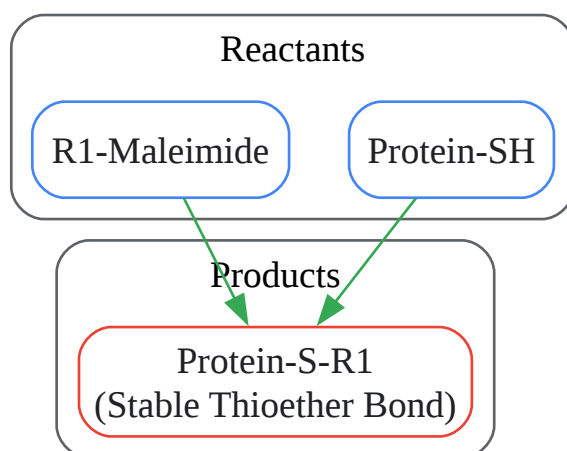 Reactants
R1-Maleimide
Protein-SH
Products
Protein-S-R1
(Stable Thioether Bond)